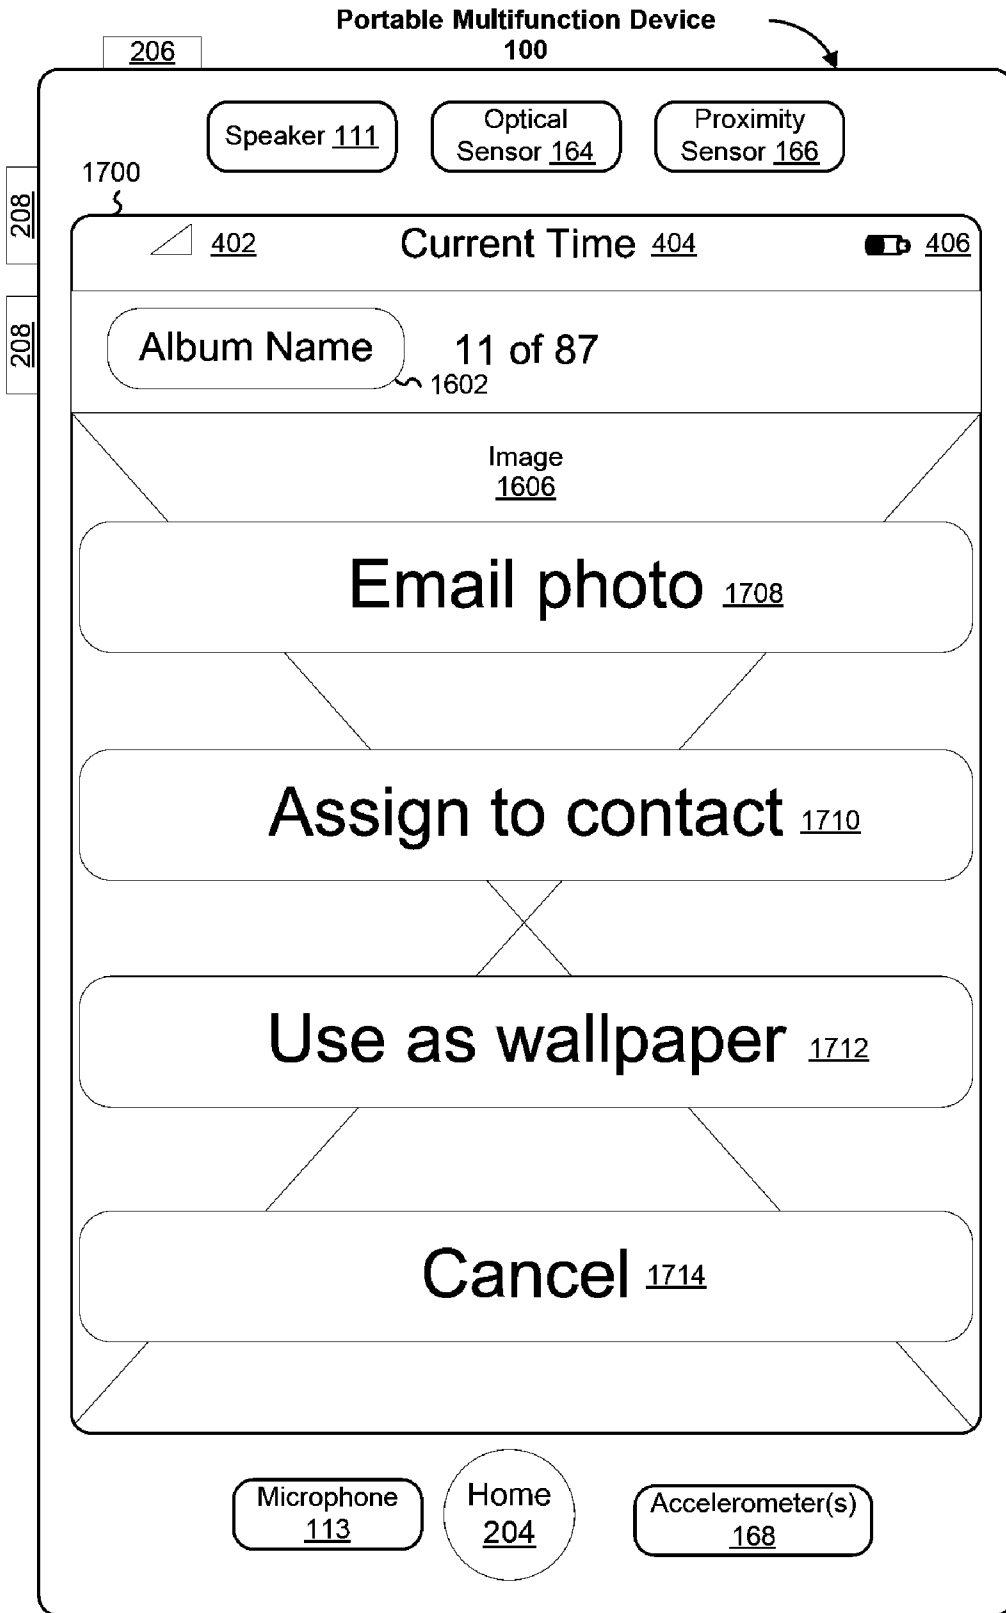 Portable Multifunction Device
100
206
Speaker 111
Optical
Sensor 164
Proximity
Sensor 166
1700
208
208
402
Current Time 404
406
Album Name
11 of 87
1602
Image
1606
Email photo 1708
Assign to contact 1710
Use as wallpaper 1712
Cancel 1714
Microphone
113
Home
204
Accelerometer(s)
168